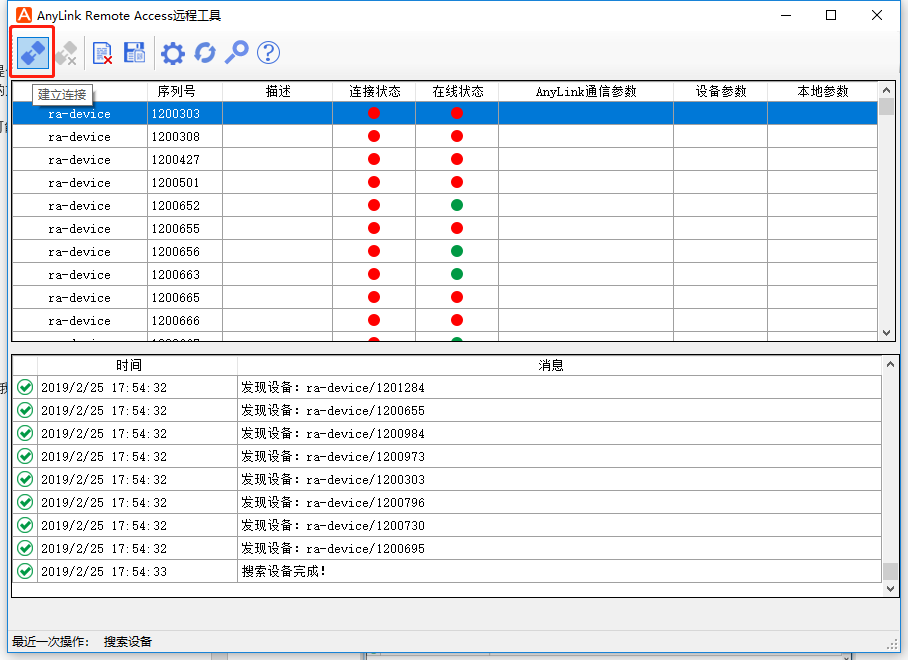 AnyLink Remote Access远程工具
建立连接
序列号 描述 连接状态 在线状态 AnyLink通信参数 设备参数 本地参数
ra-device 1200303
ra-device 1200308
ra-device 1200427
ra-device 1200501
ra-device 1200652
ra-device 1200655
ra-device 1200656
ra-device 1200663
ra-device 1200665
ra-device 1200666
时间 消息
2019/2/25 17:54:32 发现设备：ra-device/1201284
2019/2/25 17:54:32 发现设备：ra-device/1200655
2019/2/25 17:54:32 发现设备：ra-device/1200984
2019/2/25 17:54:32 发现设备：ra-device/1200973
2019/2/25 17:54:32 发现设备：ra-device/1200303
2019/2/25 17:54:32 发现设备：ra-device/1200796
2019/2/25 17:54:32 发现设备：ra-device/1200730
2019/2/25 17:54:32 发现设备：ra-device/1200695
2019/2/25 17:54:33 搜索设备完成！
最近一次操作： 搜索设备